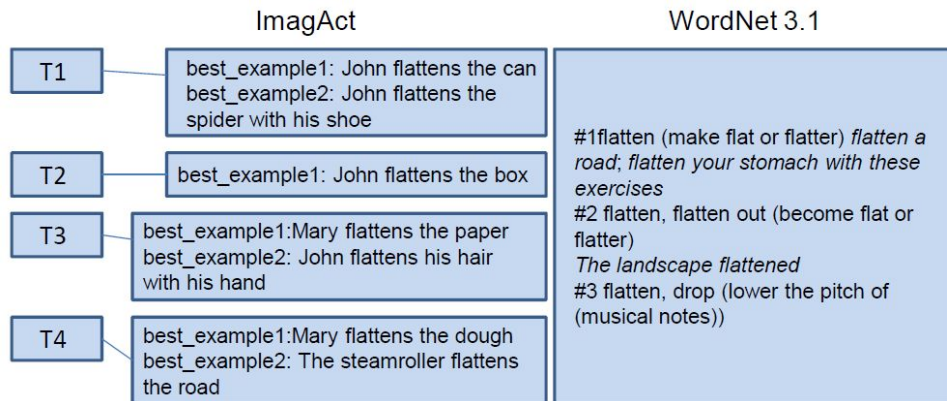 ImagAct
WordNet 3.1
T1
best_example1: John flattens the can
best_example2: John flattens the
spider with his shoe
T2
best_example1: John flattens the box
T3
best_example1:Mary flattens the paper
best_example2: John flattens his hair
with his hand
T4
best_example1:Mary flattens the dough
best_example2: The steamroller flattens
the road
#1flatten (make flat or flatter) flatten a
road; flatten your stomach with these
exercises
#2 flatten, flatten out (become flat or
flatter)
The landscape flattened
#3 flatten, drop (lower the pitch of
(musical notes))